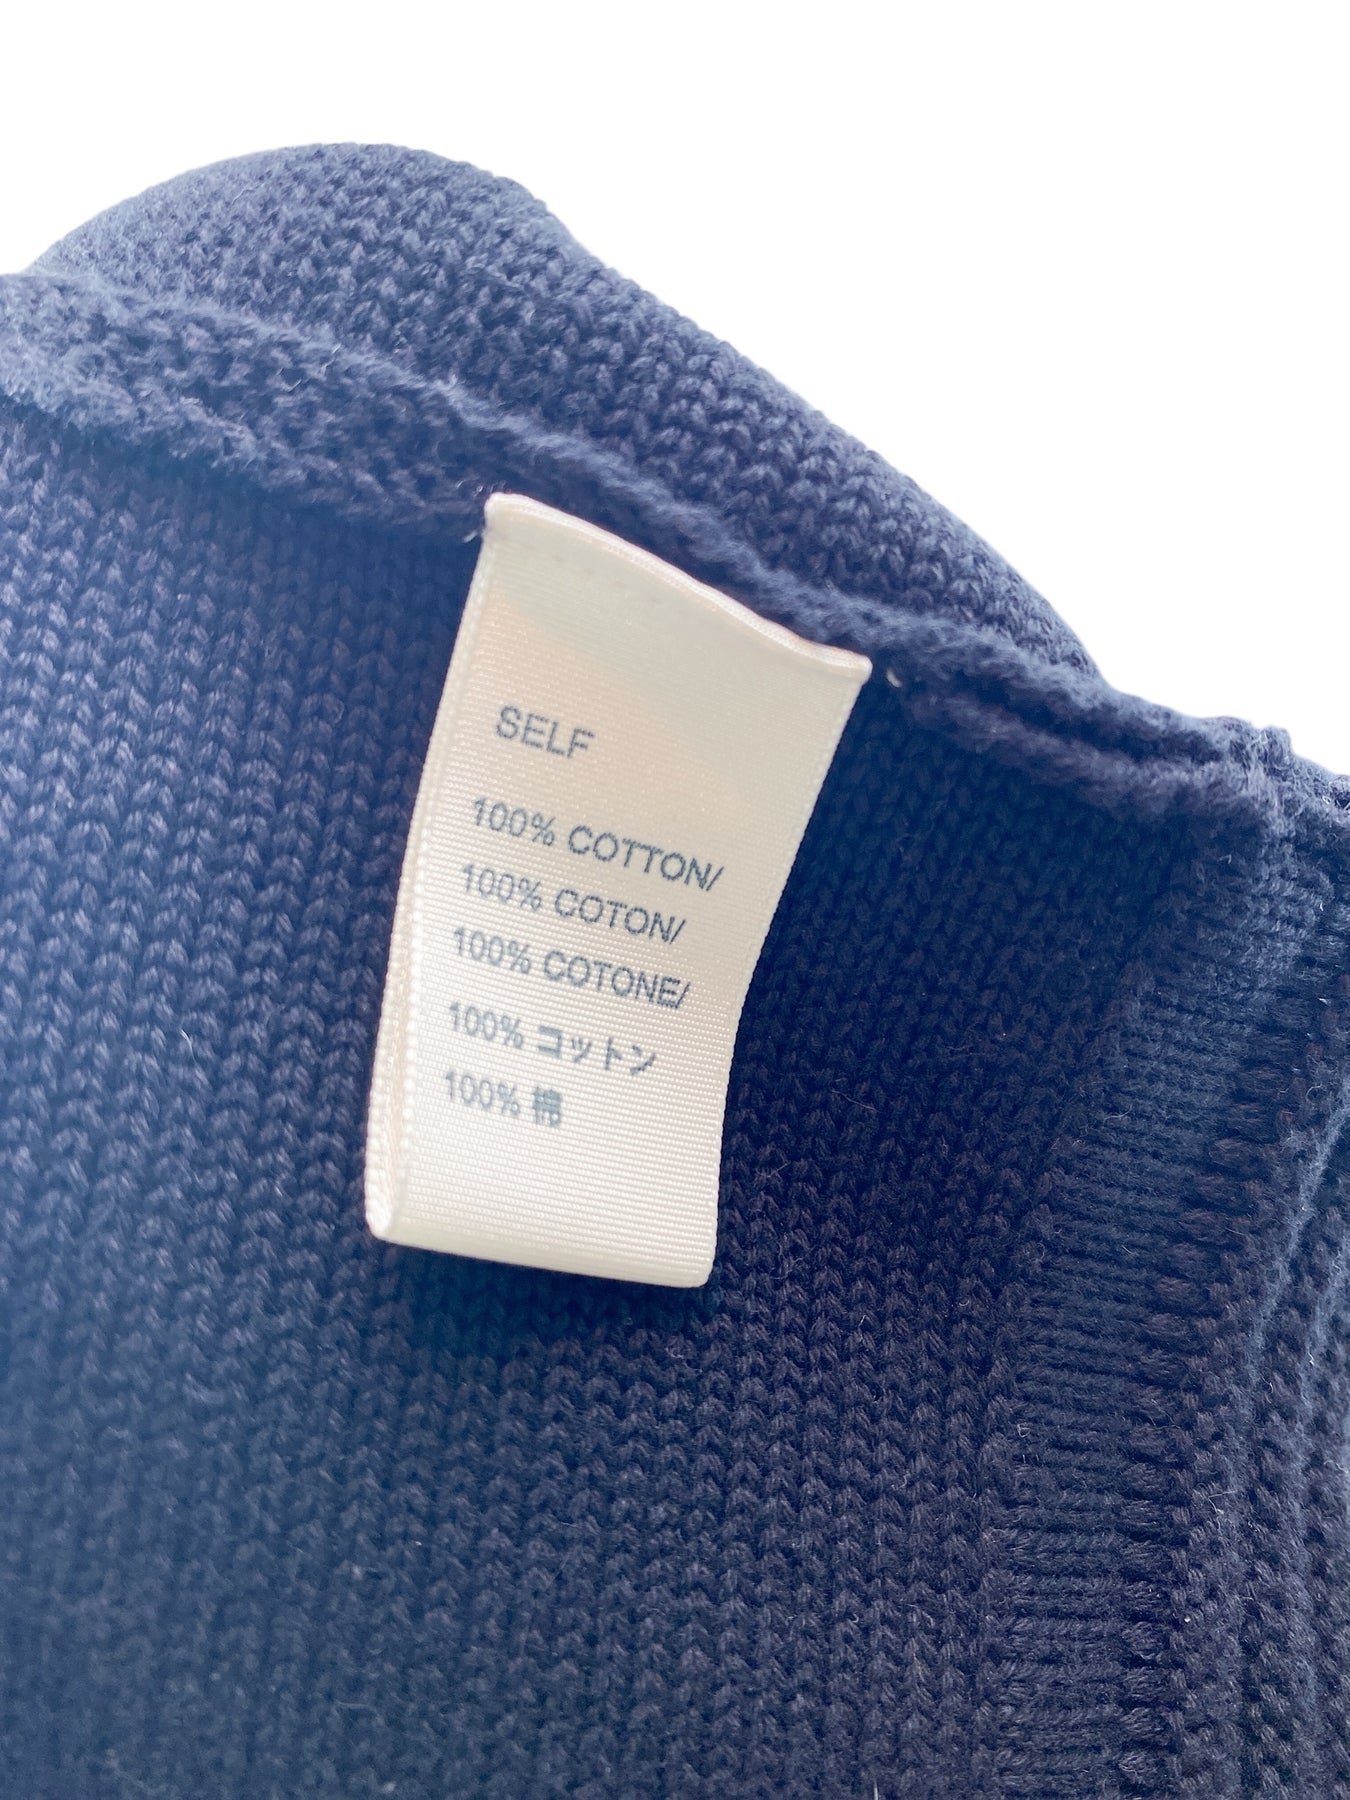 SELF
100% COTTON/
100% COTON/
100% COTONE/
100% コットン
100% 棉